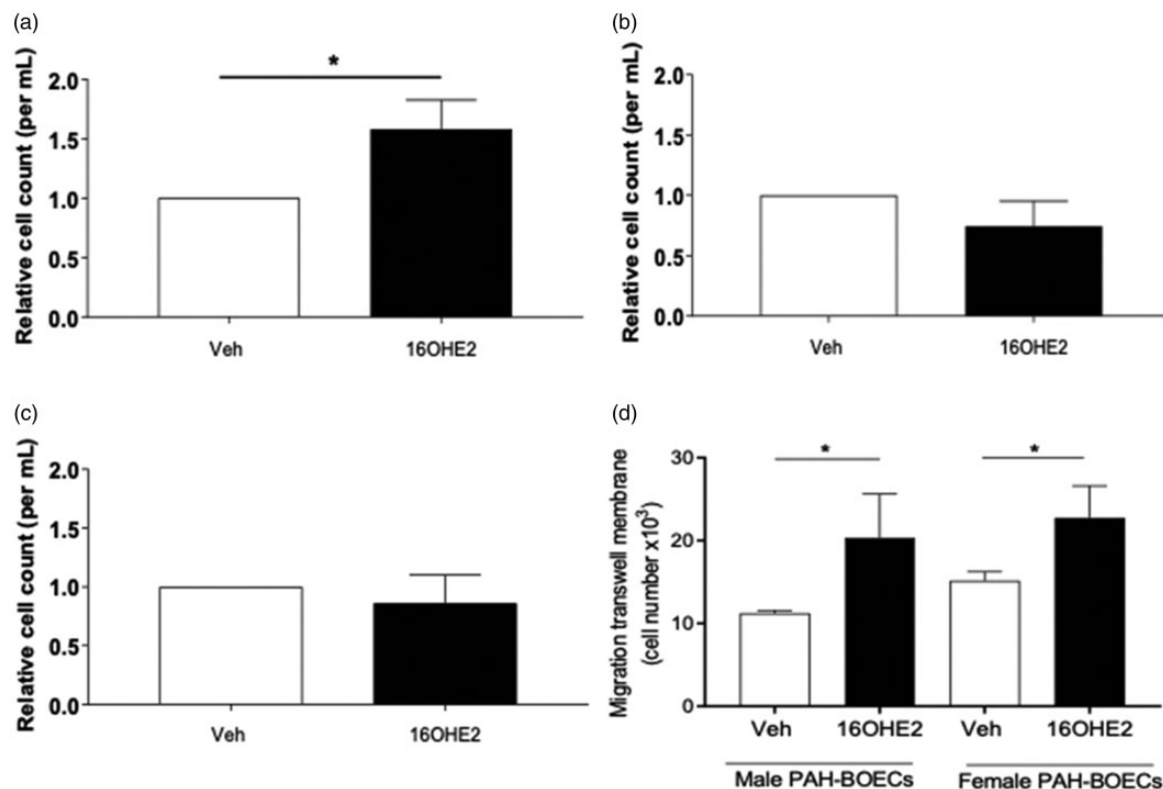 (a)
Relative cell count (per mL)
2.0
1.5
1.0
0.5
0.0
*
Veh
16OHE2
(b)
Relative cell count (per mL)
2.0
1.5
1.0
0.5
0.0
Veh
16OHE2
(c)
Relative cell count (per mL)
2.0
1.5
1.0
0.5
0.0
Veh
16OHE2
(d)
Migration transwell membrane
(cell number x10³)
30
20
10
0
*
*
Veh 16OHE2 Veh 16OHE2
Male PAH-BOECs Female PAH-BOECs